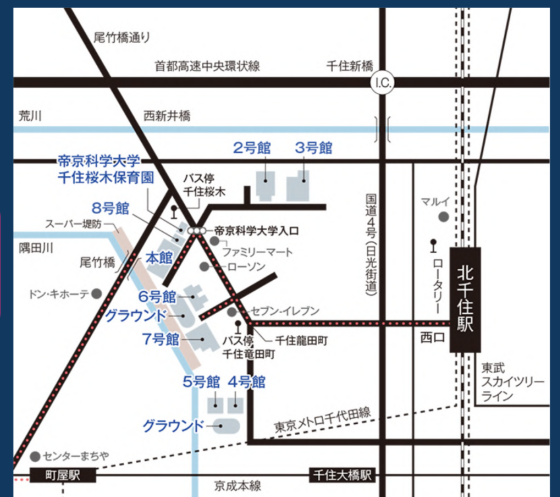 尾竹橋通り
首都高速中央環状線
千住新橋
I.C.
荒川
西新井橋
2号館
3号館
帝京科学大学
千住桜木保育園
バス停
千住桜木
8号館
スーパー堤防
帝京科学大学入口
国道4号(日光街道)
マルイ
隅田川
尾竹橋
本館
ファミリーマート
ローソン
ロータリー
北千住駅
ドン・キホーテ
6号館
グラウンド
セブン-イレブン
7号館
バス停
千住竜田町
千住龍田町
西口
5号館
4号館
東武
スカイツリー
ライン
グラウンド
東京メトロ千代田線
センターまちや
町屋駅
京成本線
千住大橋駅